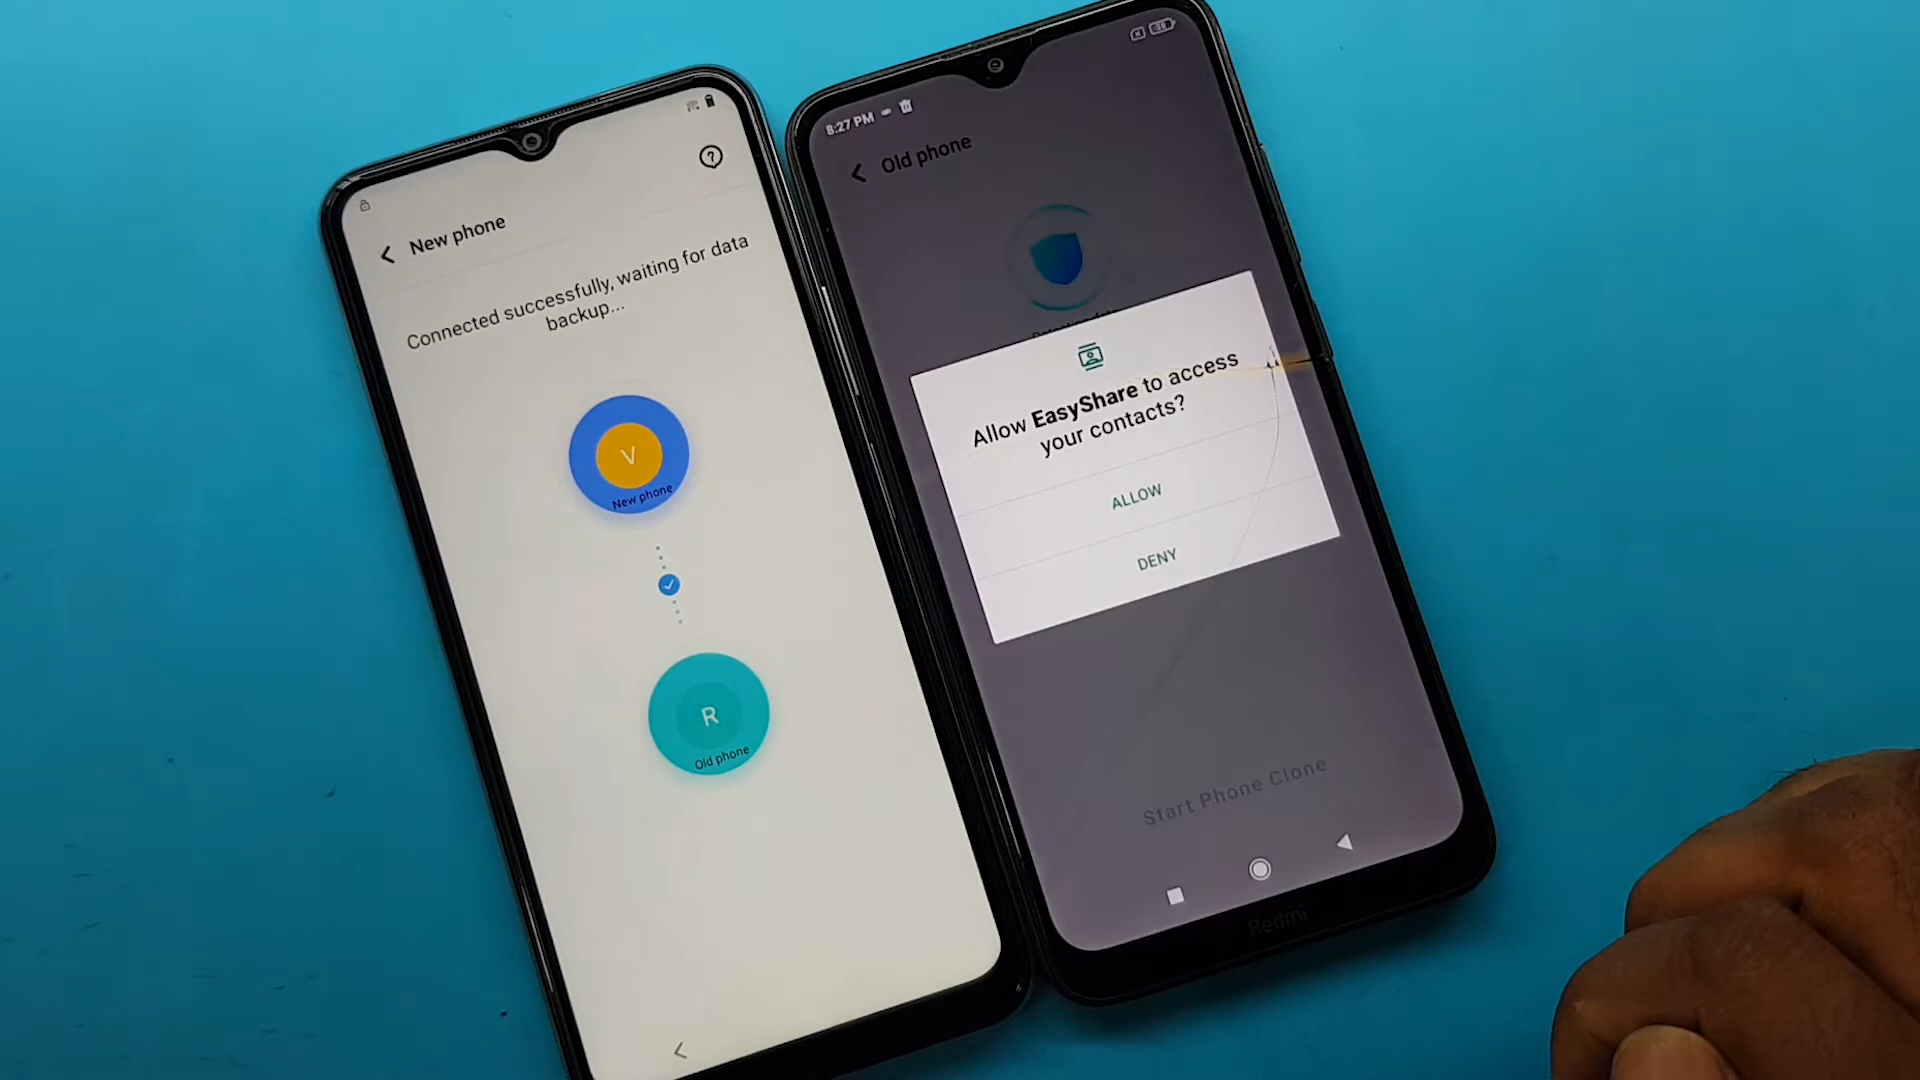 New phone
Connected successfully, waiting for data
backup...
V
New phone
R
Old phone
8:27 PM
Old phone
Allow EasyShare to access
your contacts?
ALLOW
DENY
Start Phone Clone
Redmi